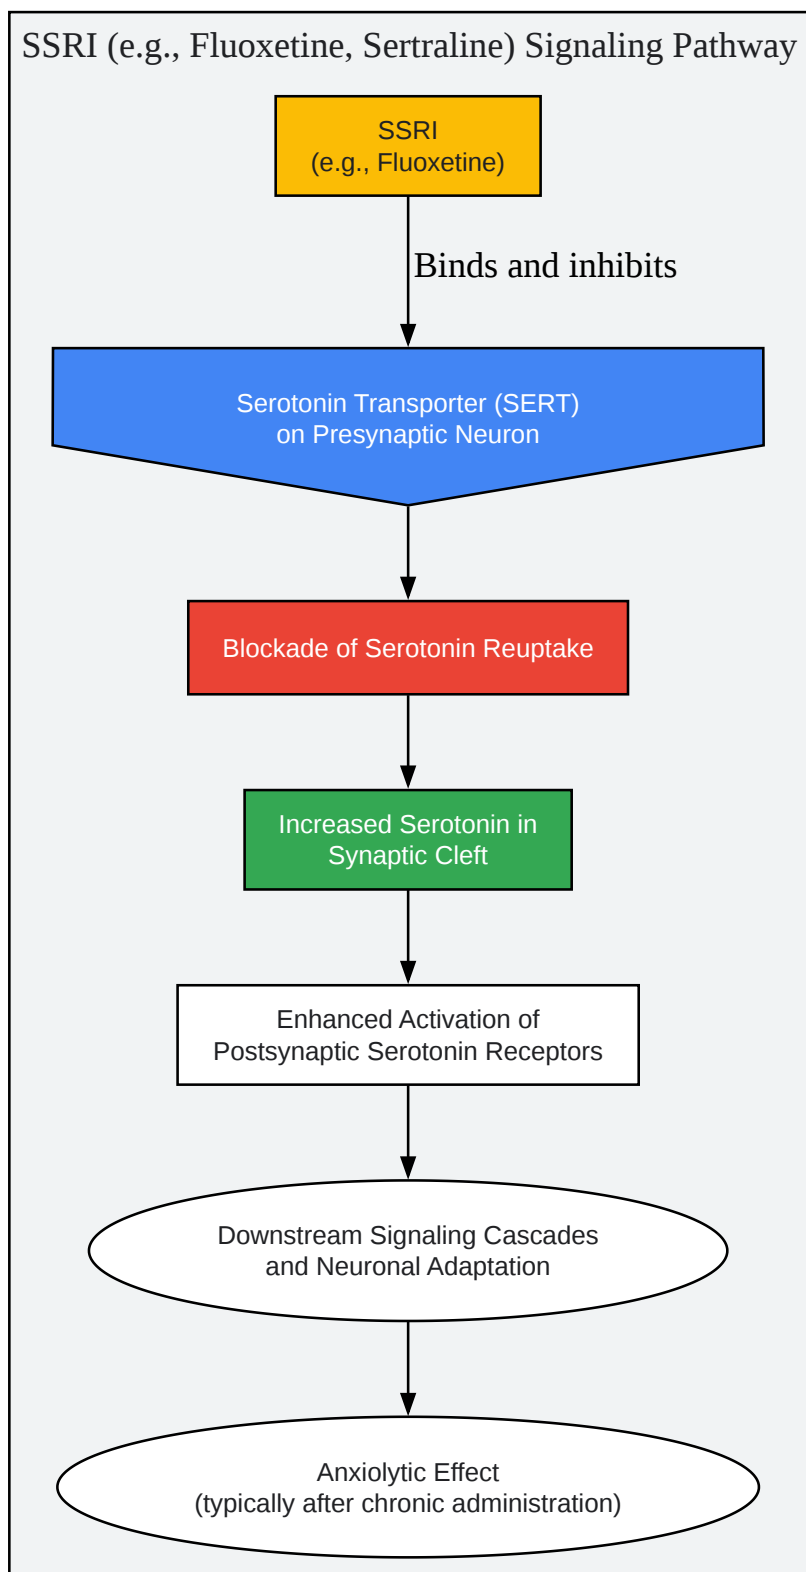 SSRI (e.g., Fluoxetine, Sertraline) Signaling Pathway
SSRI
(e.g., Fluoxetine)
Binds and inhibits
Serotonin Transporter (SERT)
on Presynaptic Neuron
Blockade of Serotonin Reuptake
Increased Serotonin in
Synaptic Cleft
Enhanced Activation of
Postsynaptic Serotonin Receptors
Downstream Signaling Cascades
and Neuronal Adaptation
Anxiolytic Effect
(typically after chronic administration)